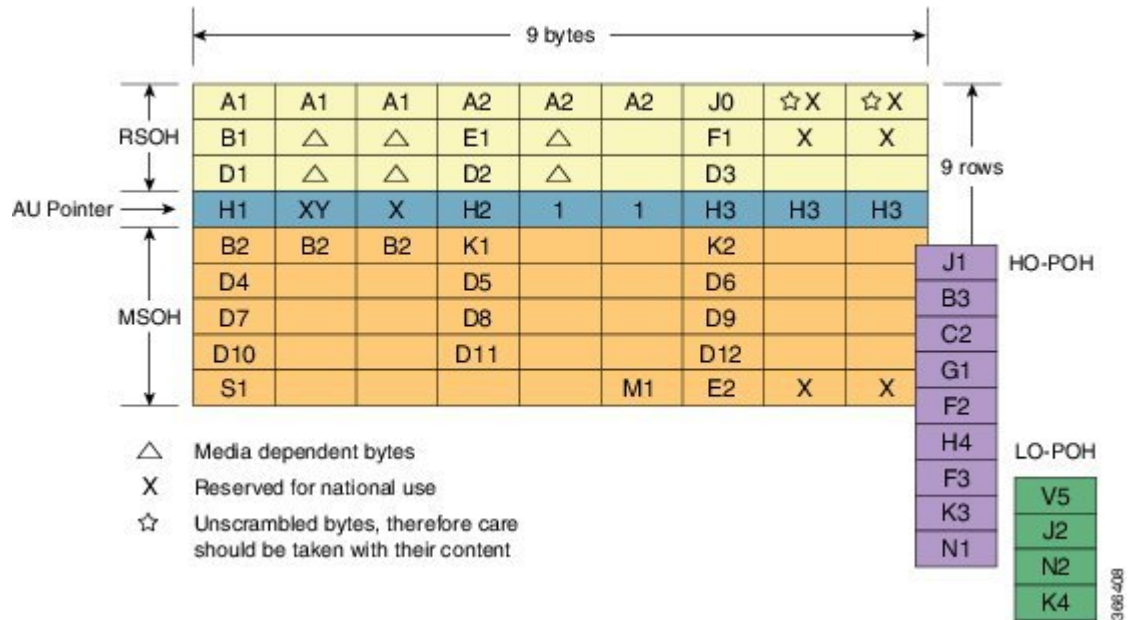 9 bytes
A1 A1 A1 A2 A2 A2 J0 ☆X ☆X
RSOH B1 △ △ E1 △ F1 X X
D1 △ △ D2 △ D3 9 rows
AU Pointer H1 XY X H2 1 1 H3 H3 H3
B2 B2 B2 K1 K2
J1 HO-POH
D4 D5 D6
B3
MSOH D7 D8 D9
C2
D10 D11 D12
G1
S1 M1 E2 X X
F2
△ Media dependent bytes
H4 LO-POH
X Reserved for national use
F3
V5
☆ Unscrambled bytes, therefore care
K3
J2
should be taken with their content
N1
N2
K4
366408